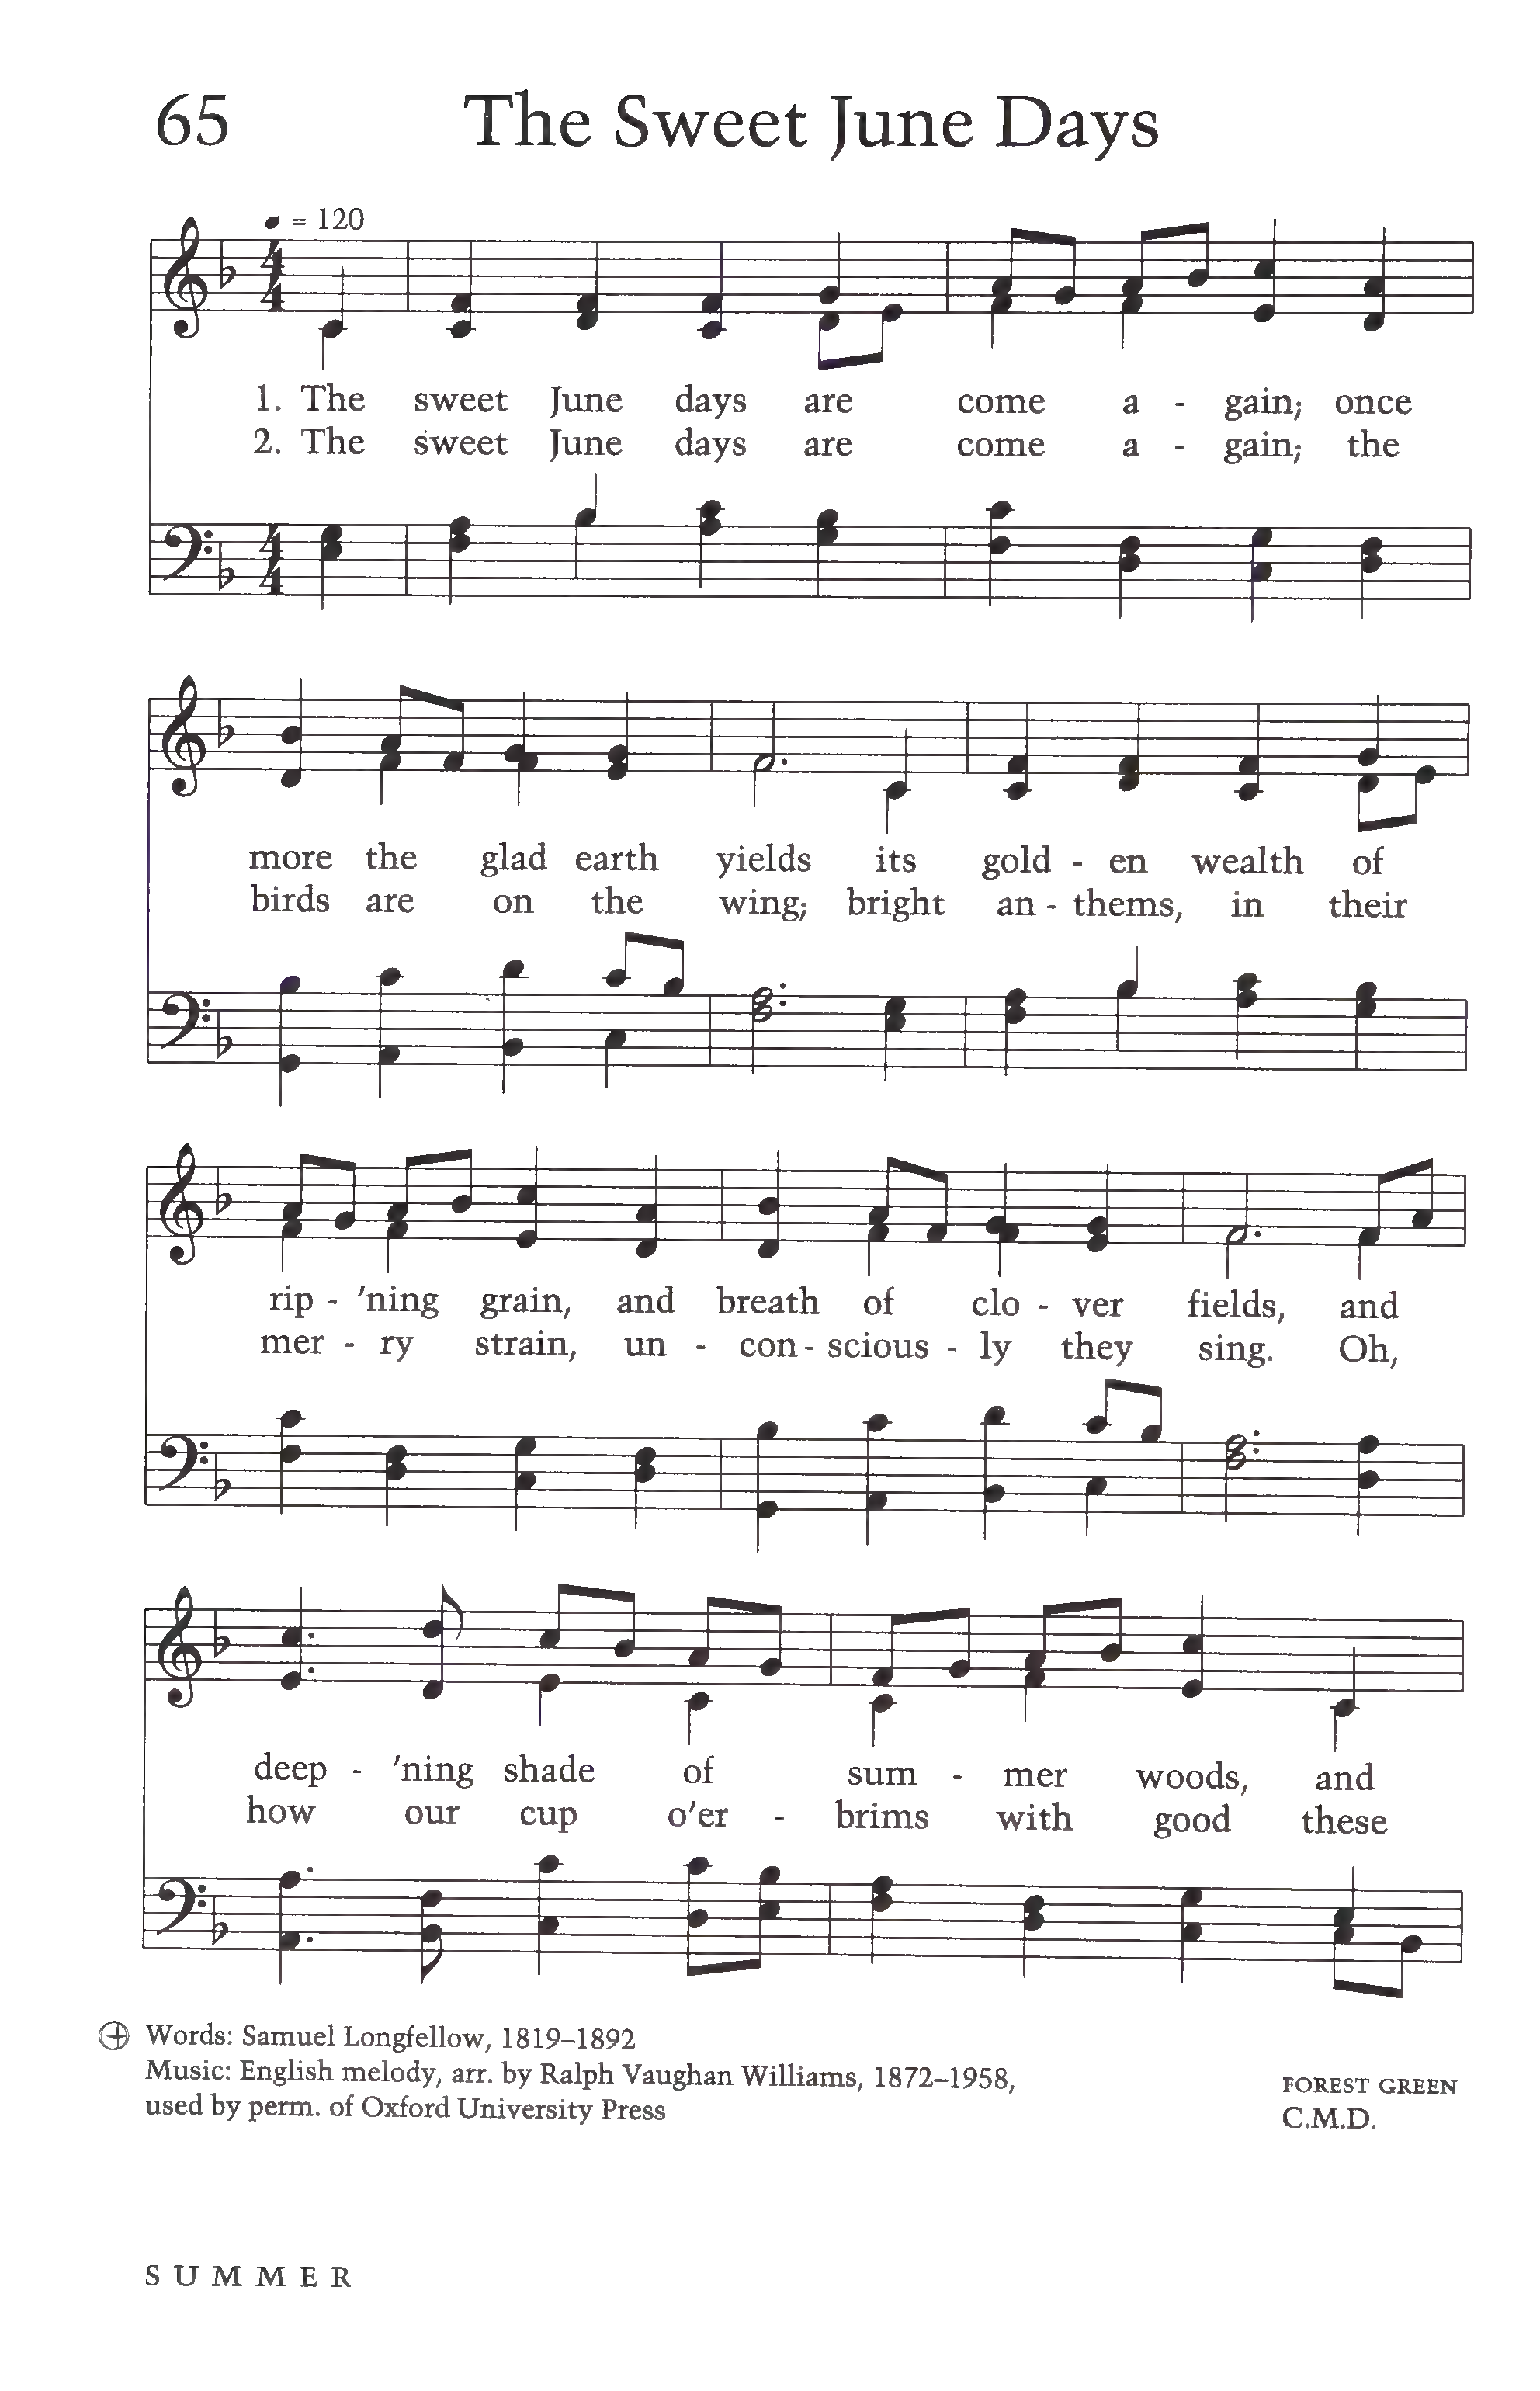 65 The Sweet June Days
= 120
1. The sweet June days are come a - gain; once
2. The sweet June days are come a - gain; the
more the glad earth yields its gold - en wealth of
birds are on the wing; bright an - thems, in their
rip - 'ning grain, and breath of clo - ver fields, and
mer - ry strain, un - con - scious - ly they sing. Oh,
deep - 'ning shade of sum - mer woods, and
how our cup o'er - brims with good these
Words: Samuel Longfellow, 1819–1892
Music: English melody, arr. by Ralph Vaughan Williams, 1872–1958,
used by perm. of Oxford University Press
FOREST GREEN
C.M.D.
SUMMER